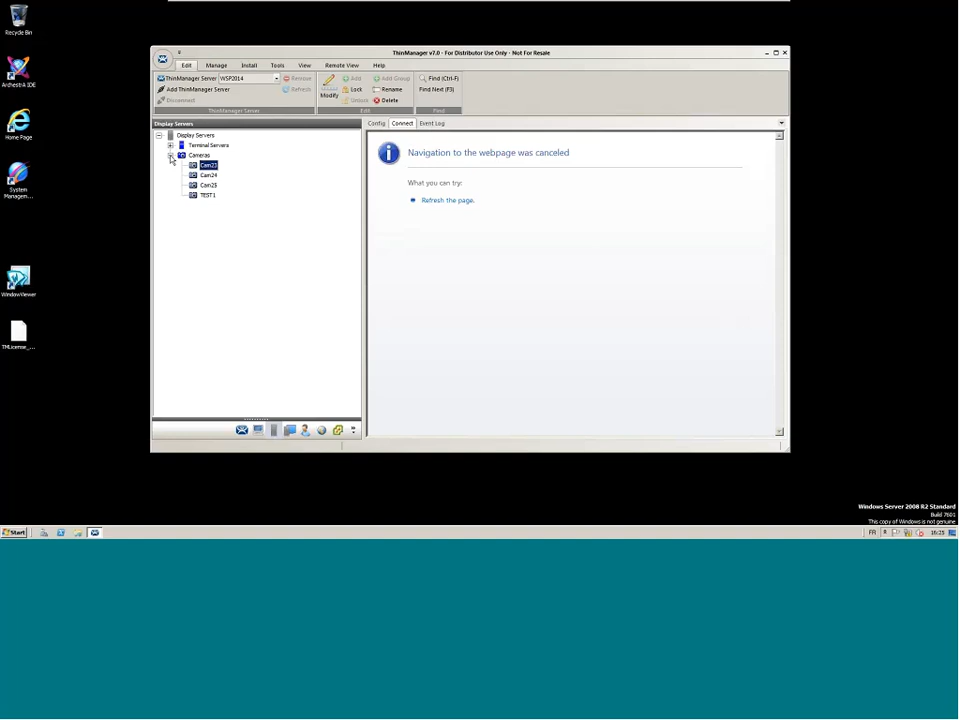 Recycle Bin
ArchestrA IDE
Home Page
System
Managem...
WindowViewer
TMLicense_...
ThinManager v7.0 - For Distributor Use Only - Not For Resale
Edit Manage Install Tools View Remote View Help
ThinManager Server WSP2014 Remove
Add ThinManager Server Refresh
Disconnect
ThinManager Server
Modify
Add Add Group
Lock Rename
Unlock Delete
Edit
Find (Ctrl-F)
Find Next (F3)
Find
Display Servers
Display Servers
Terminal Servers
Cameras
Cam23
Cam24
Cam25
TEST1
Config Connect Event Log
Navigation to the webpage was canceled
What you can try:
Refresh the page.
Windows Server 2008 R2 Standard
Build 7601
This copy of Windows is not genuine
Start
FR 16:25